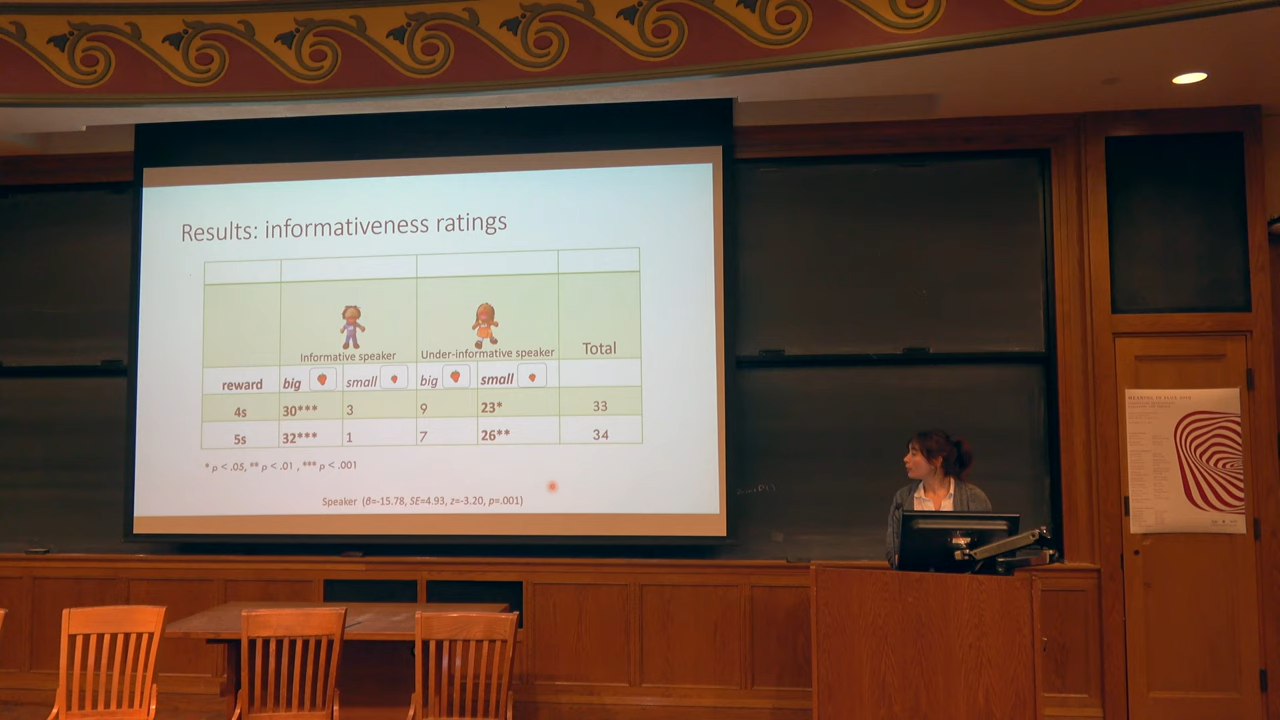 Results: informativeness ratings
Informative speaker Under-informative speaker Total
reward big small big small
4s 30*** 3 9 23* 33
5s 32*** 1 7 26** 34
* p < .05, ** p < .01 , *** p < .001
Speaker (β=-15.78, SE=4.93, z=-3.20, p=.001)